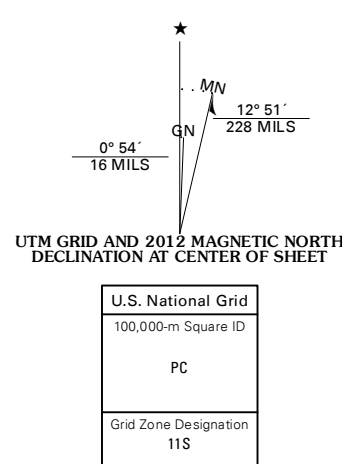 ★
MN
GN
12° 51´
228 MILS
0° 54´
16 MILS
UTM GRID AND 2012 MAGNETIC NORTH
DECLINATION AT CENTER OF SHEET
U.S. National Grid
100,000-m Square ID
PC
Grid Zone Designation
11S